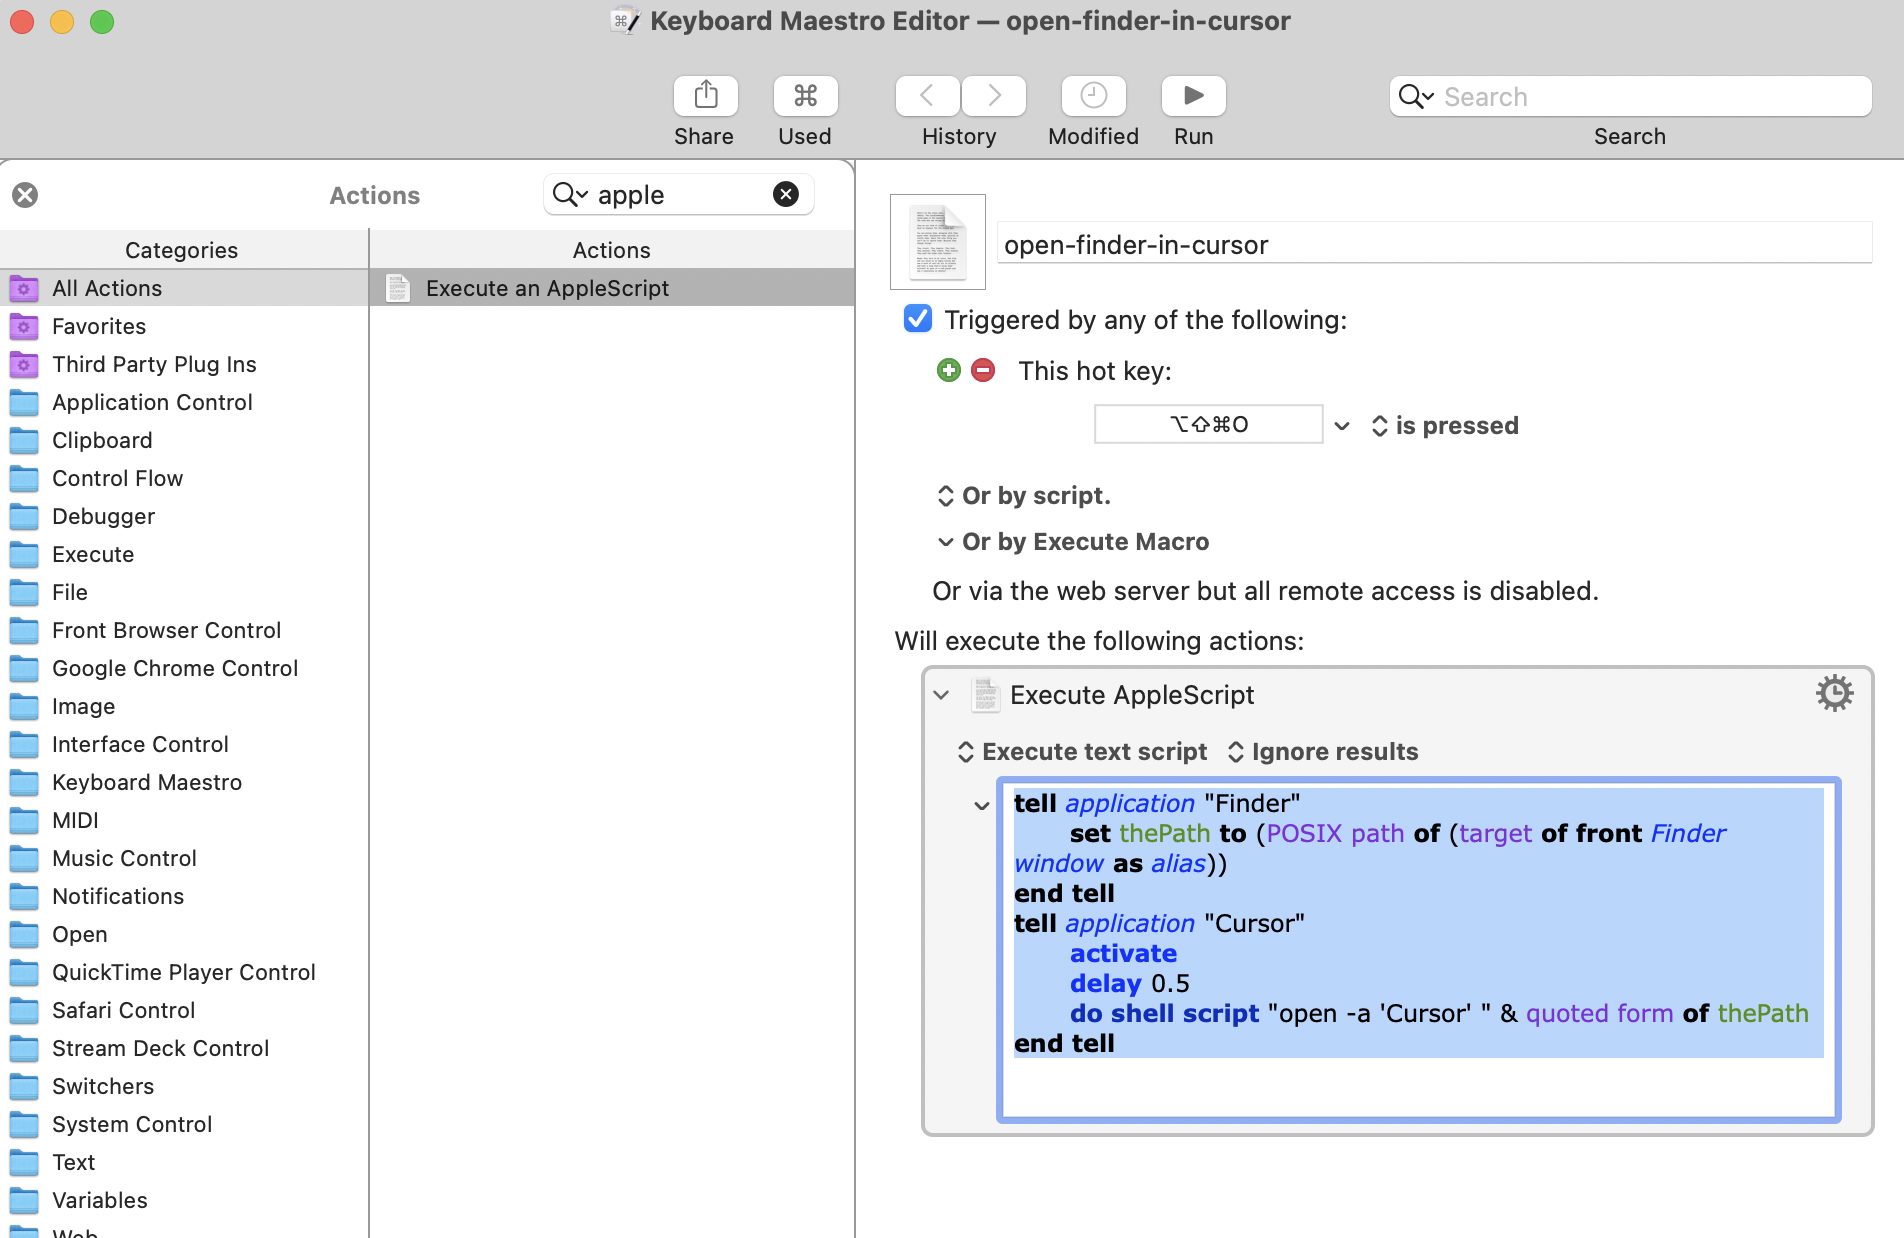 Keyboard Maestro Editor — open-finder-in-cursor
Share
Used
History
Modified
Run
Search
Search
Actions
apple
Categories
Actions
All Actions
Favorites
Third Party Plug Ins
Application Control
Clipboard
Control Flow
Debugger
Execute
File
Front Browser Control
Google Chrome Control
Image
Interface Control
Keyboard Maestro
MIDI
Music Control
Notifications
Open
QuickTime Player Control
Safari Control
Stream Deck Control
Switchers
System Control
Text
Variables
Web
Execute an AppleScript
open-finder-in-cursor
Triggered by any of the following:
This hot key:
⌥⇧⌘O
is pressed
Or by script.
Or by Execute Macro
Or via the web server but all remote access is disabled.
Will execute the following actions:
Execute AppleScript
Execute text script Ignore results
tell application "Finder"
set thePath to (POSIX path of (target of front Finder
window as alias))
end tell
tell application "Cursor"
activate
delay 0.5
do shell script "open -a 'Cursor' " & quoted form of thePath
end tell